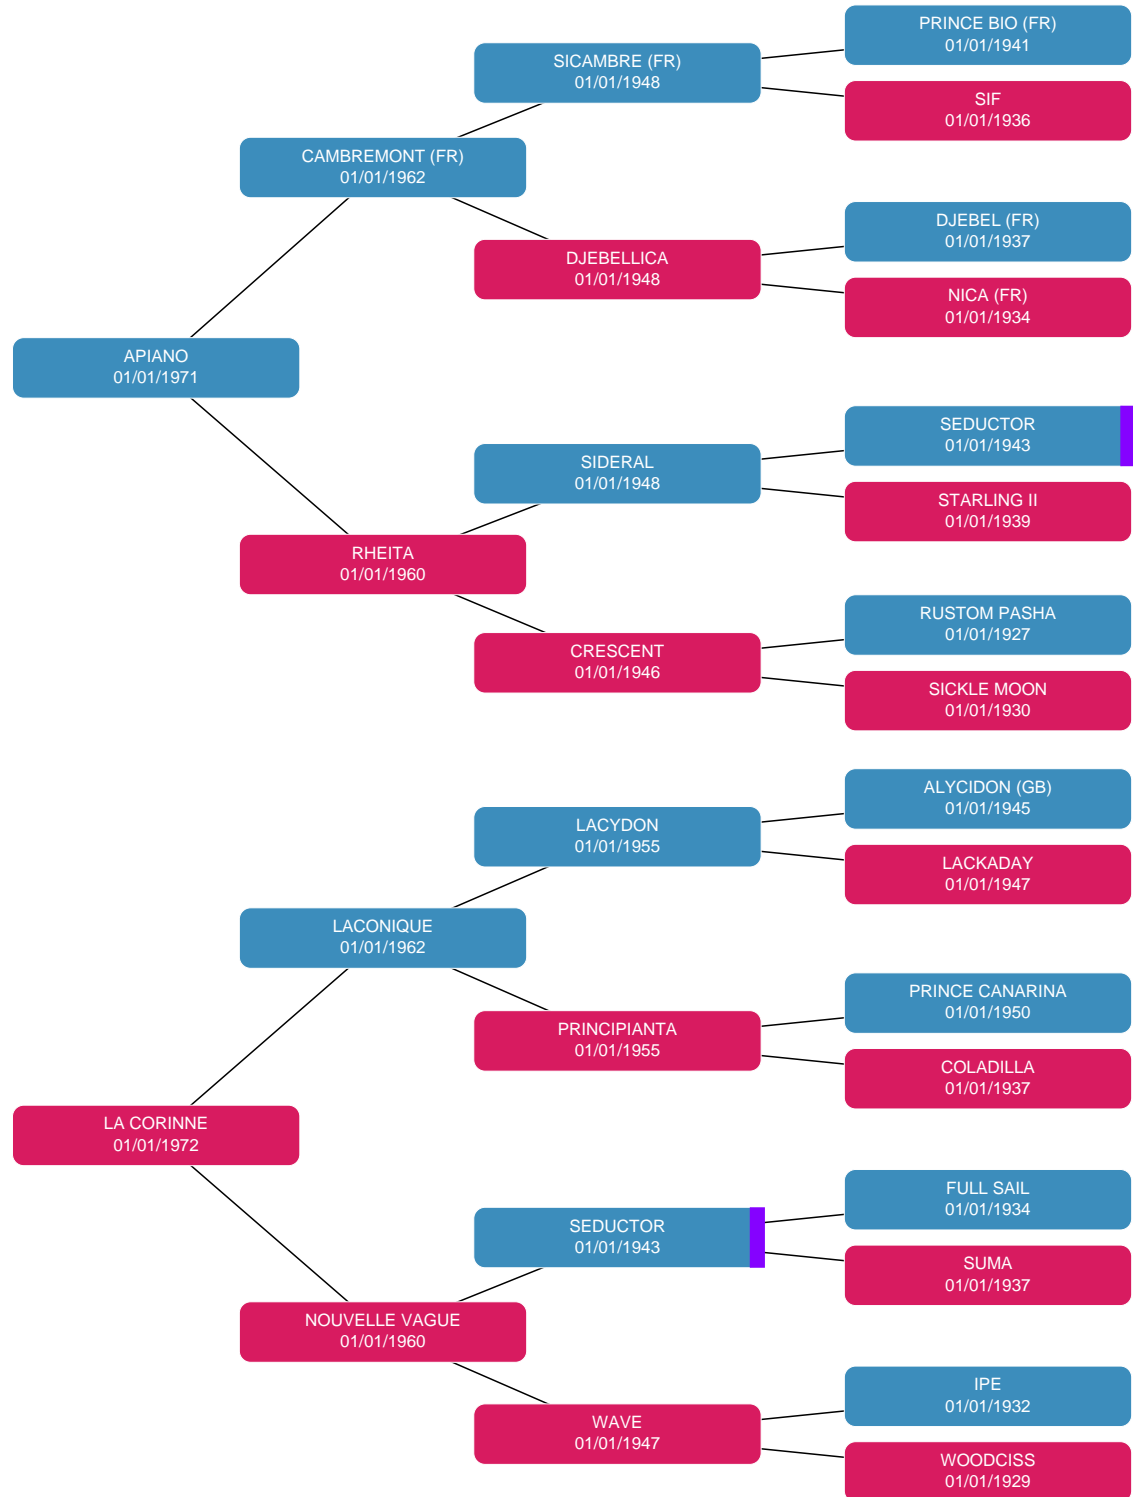 PRINCE BIO (FR)
01/01/1941
SICAMBRE (FR)
01/01/1948
SIF
01/01/1936
CAMBREMONT (FR)
01/01/1962
DJEBEL (FR)
01/01/1937
DJEBELLICA
01/01/1948
NICA (FR)
01/01/1934
APIANO
01/01/1971
SEDUCTOR
01/01/1943
SIDERAL
01/01/1948
STARLING II
01/01/1939
RHEITA
01/01/1960
RUSTOM PASHA
01/01/1927
CRESCENT
01/01/1946
SICKLE MOON
01/01/1930
ALYCIDON (GB)
01/01/1945
LACYDON
01/01/1955
LACKADAY
01/01/1947
LACONIQUE
01/01/1962
PRINCE CANARINA
01/01/1950
PRINCIPIANTA
01/01/1955
COLADILLA
01/01/1937
LA CORINNE
01/01/1972
FULL SAIL
01/01/1934
SEDUCTOR
01/01/1943
SUMA
01/01/1937
NOUVELLE VAGUE
01/01/1960
IPE
01/01/1932
WAVE
01/01/1947
WOODCISS
01/01/1929